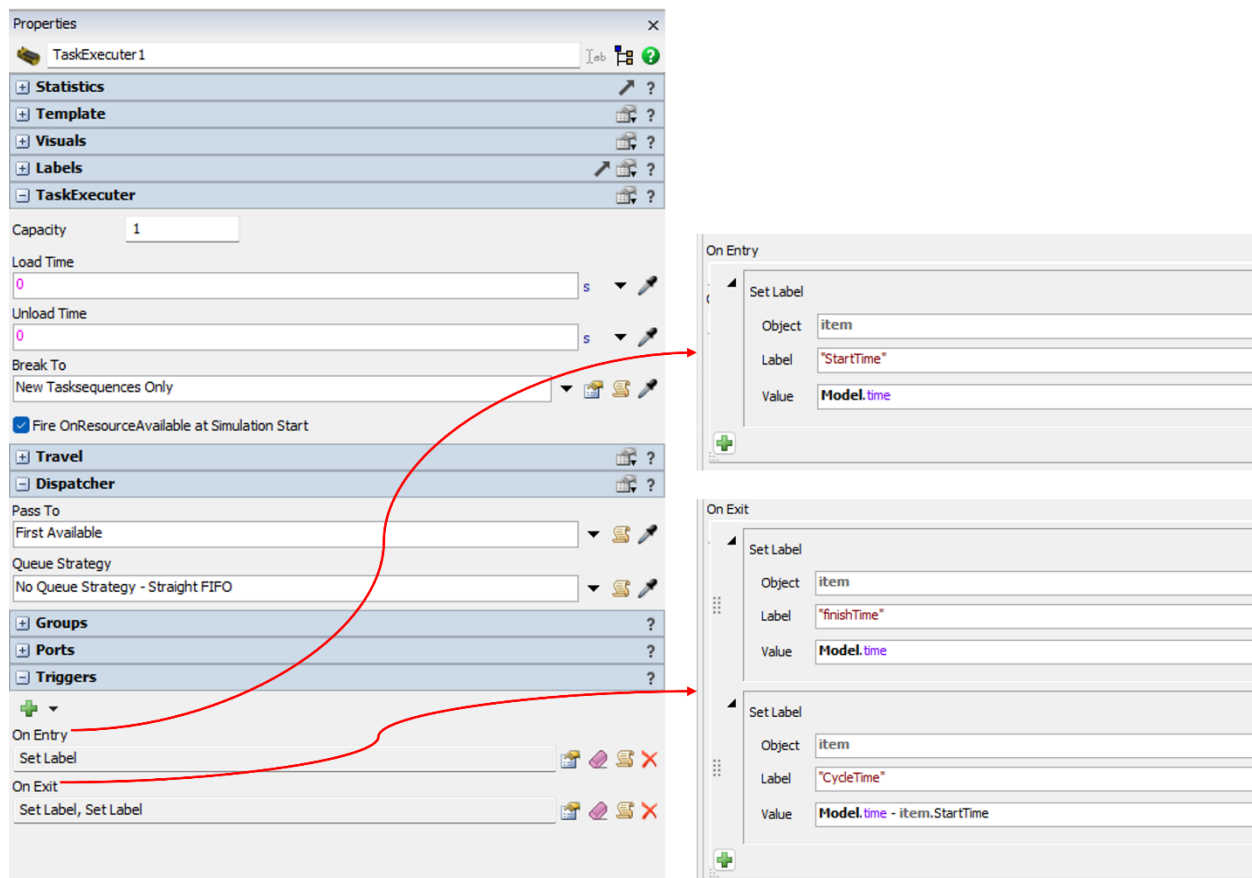 Properties
TaskExecuter1
Statistics
?
Template
?
Visuals
?
Labels
?
TaskExecuter
?
Capacity 1
Load Time
0 s
Unload Time
0 s
Break To
New Tasksequences Only
Fire OnResourceAvailable at Simulation Start
Travel
?
Dispatcher
?
Pass To
First Available
Queue Strategy
No Queue Strategy - Straight FIFO
Groups
?
Ports
?
Triggers
?
On Entry
Set Label
On Exit
Set Label, Set Label
On Entry
Set Label
Object item
Label "StartTime"
Value Model.time
On Exit
Set Label
Object item
Label "finishTime"
Value Model.time
Set Label
Object item
Label "CycleTime"
Value Model.time - item.StartTime